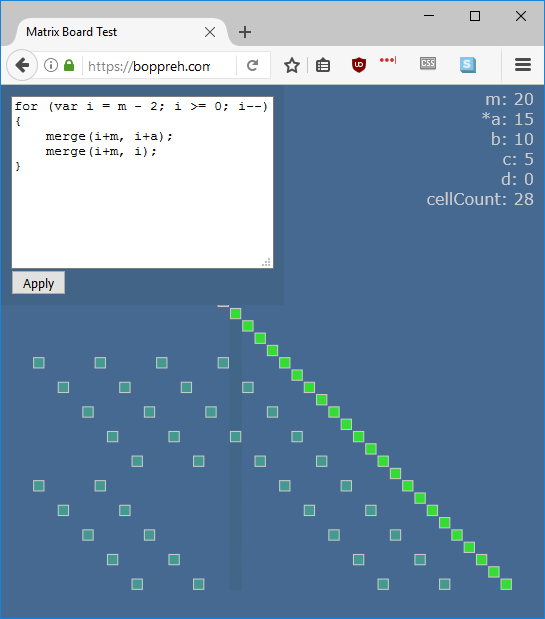 Matrix Board Test
https://boppreh.com
for (var i = m - 2; i >= 0; i--)
{
    merge(i+m, i+a);
    merge(i+m, i);
}
Apply
m: 20
*a: 15
b: 10
c: 5
d: 0
cellCount: 28
CSS
S